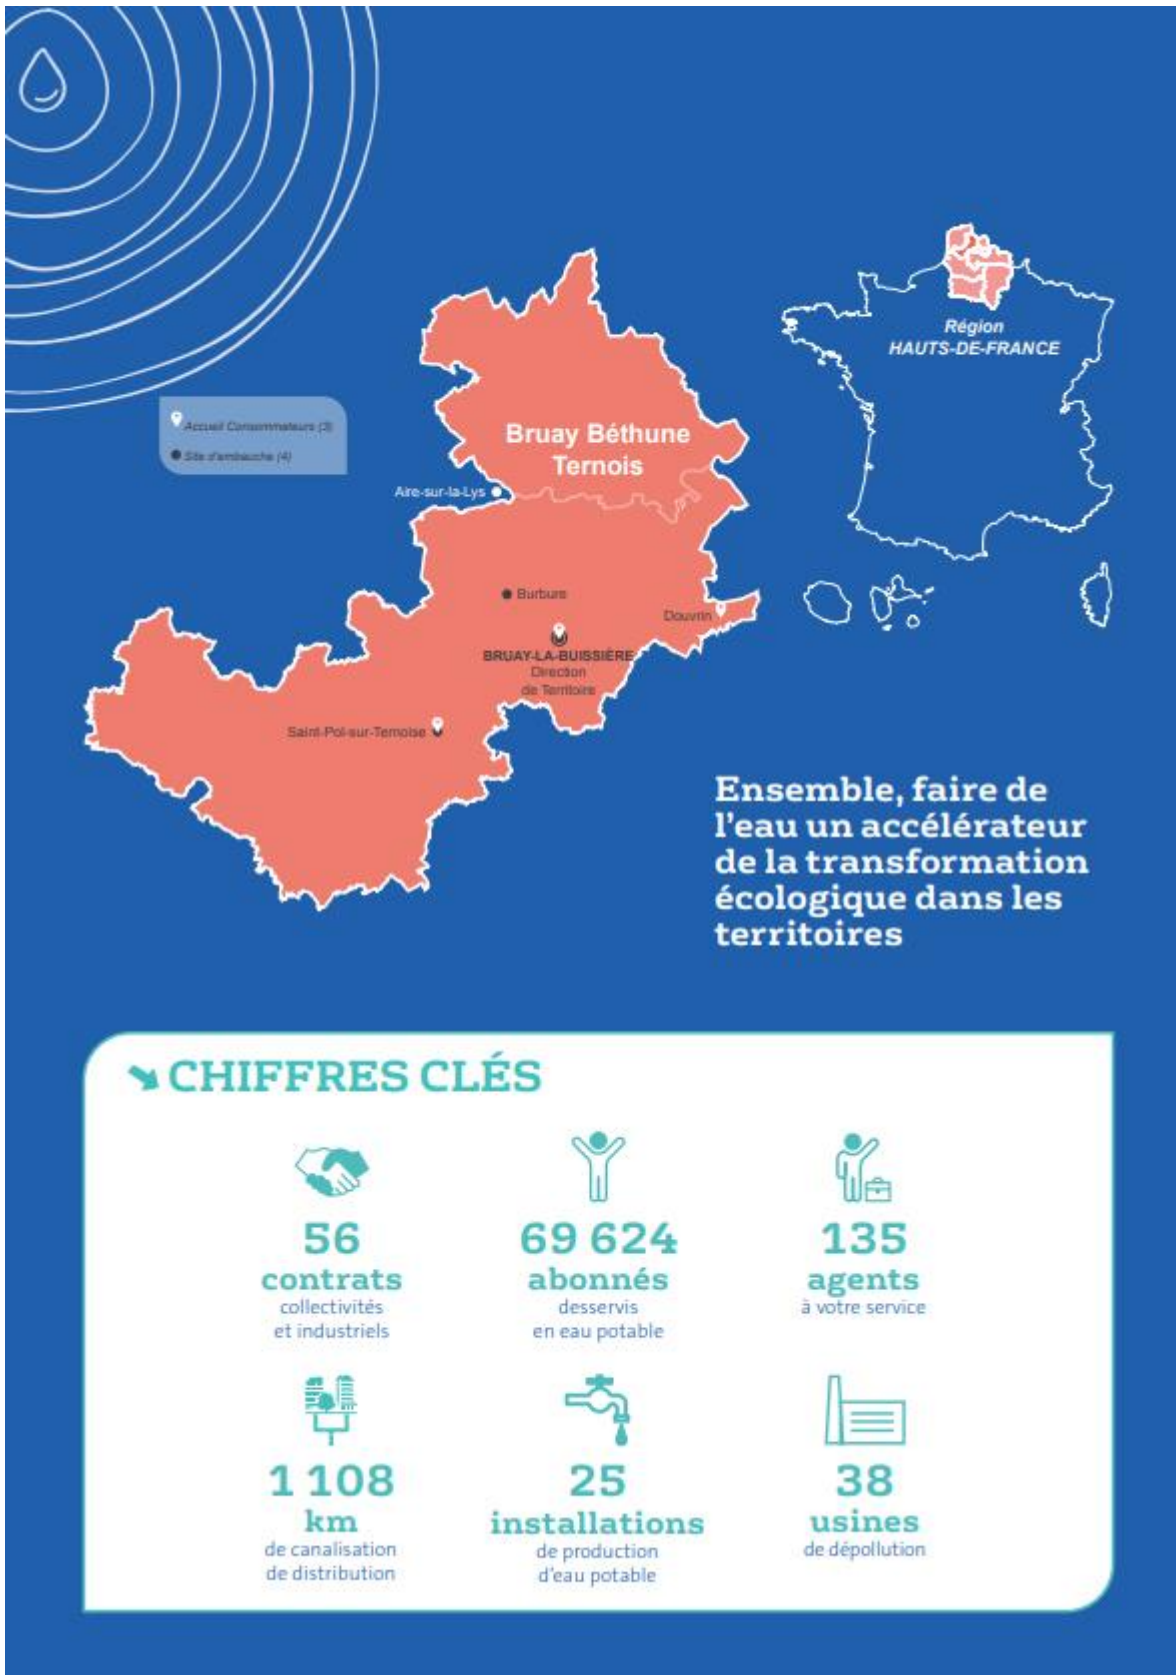 Région
HAUTS-DE-FRANCE
Accueil Consommateurs (3)
Site d'embauche (4)
Bruay Béthune
Ternois
Aire-sur-la-Lys
Burbure
Douvrin
BRUAY-LA-BUISSIÈRE
Direction
de Territoire
Saint-Pol-sur-Ternoise
Ensemble, faire de
l'eau un accélérateur
de la transformation
écologique dans les
territoires
CHIFFRES CLÉS
56
contrats
collectivités
et industriels
69 624
abonnés
desservis
en eau potable
135
agents
à votre service
1 108
km
de canalisation
de distribution
25
installations
de production
d'eau potable
38
usines
de dépollution